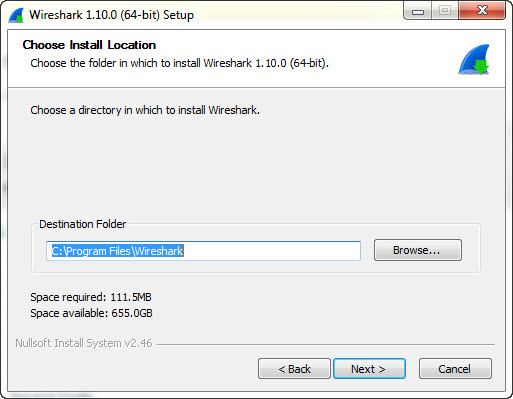 Wireshark 1.10.0 (64-bit) Setup
Choose Install Location
Choose the folder in which to install Wireshark 1.10.0 (64-bit).
Choose a directory in which to install Wireshark.
Destination Folder
C:\Program Files\Wireshark
Browse...
Space required: 111.5MB
Space available: 655.0GB
Nullsoft Install System v2.46
< Back
Next >
Cancel